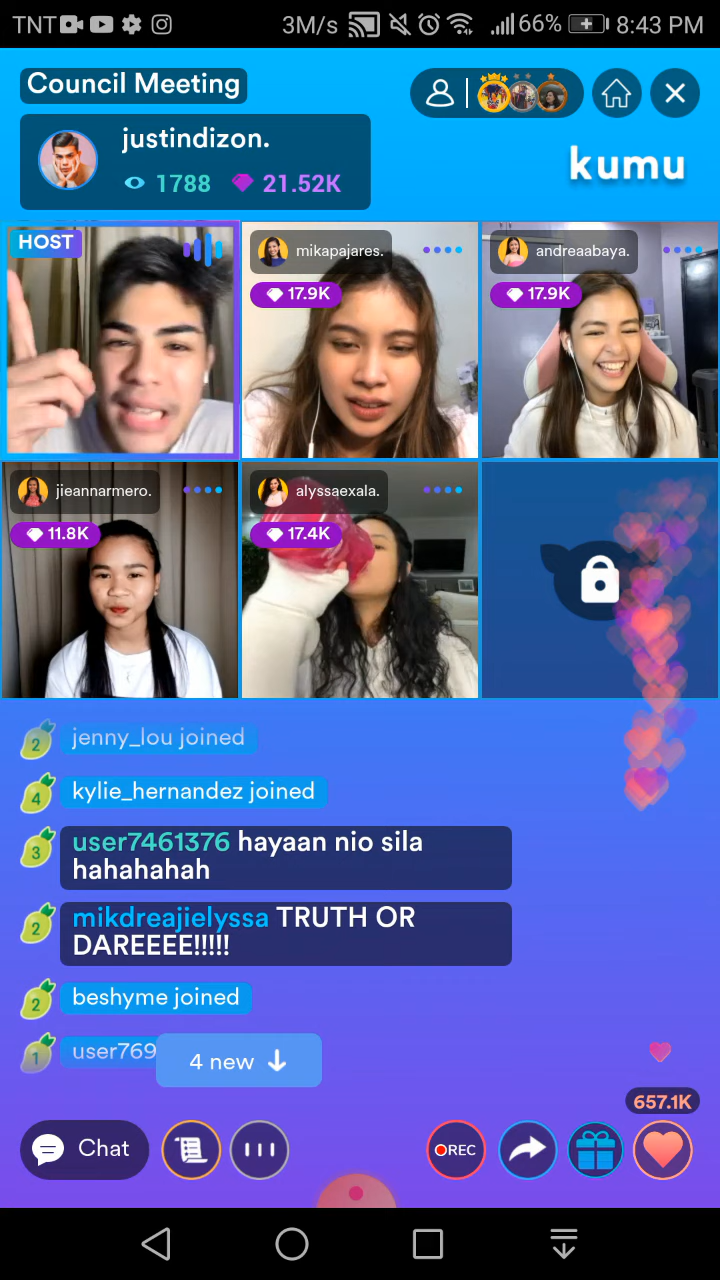 TNT 3M/s 66% 8:43 PM
Council Meeting
justindizon.
1788 21.52K
kumu
HOST
mikapajares.
17.9K
andreaabaya.
17.9K
jieannarmero.
11.8K
alyssaexala.
17.4K
2 jenny_lou joined
4 kylie_hernandez joined
3 user7461376 hayaan nio sila
hahahahah
2 mikdreajielyssa TRUTH OR
DAREEEE!!!!!
2 beshyme joined
1 user769
4 new
657.1K
Chat
REC